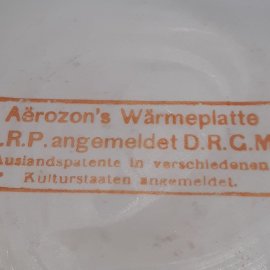 Aërozon's Wärmeplatte
.R.P. angemeldet D.R.G.M
Auslandspatente in verschiedenen
Kulturstaaten angemeldet.